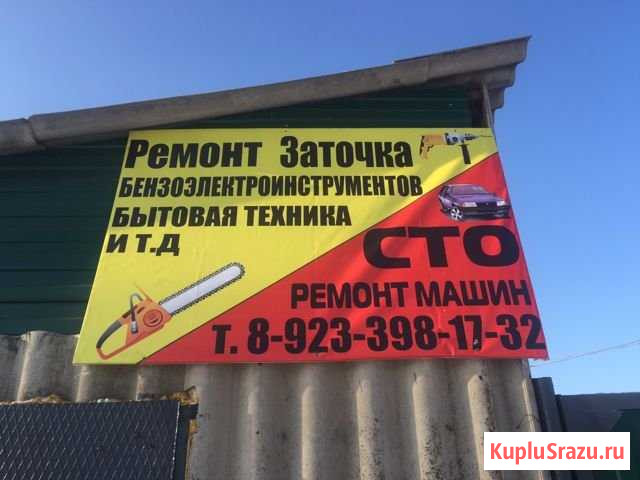 Ремонт Заточка
БЕНЗОЭЛЕКТРОИНСТРУМЕНТОВ
БЫТОВАЯ ТЕХНИКА
И Т.Д
СТО
РЕМОНТ МАШИН
Т. 8-923-398-17-32
KupluSrazu.ru